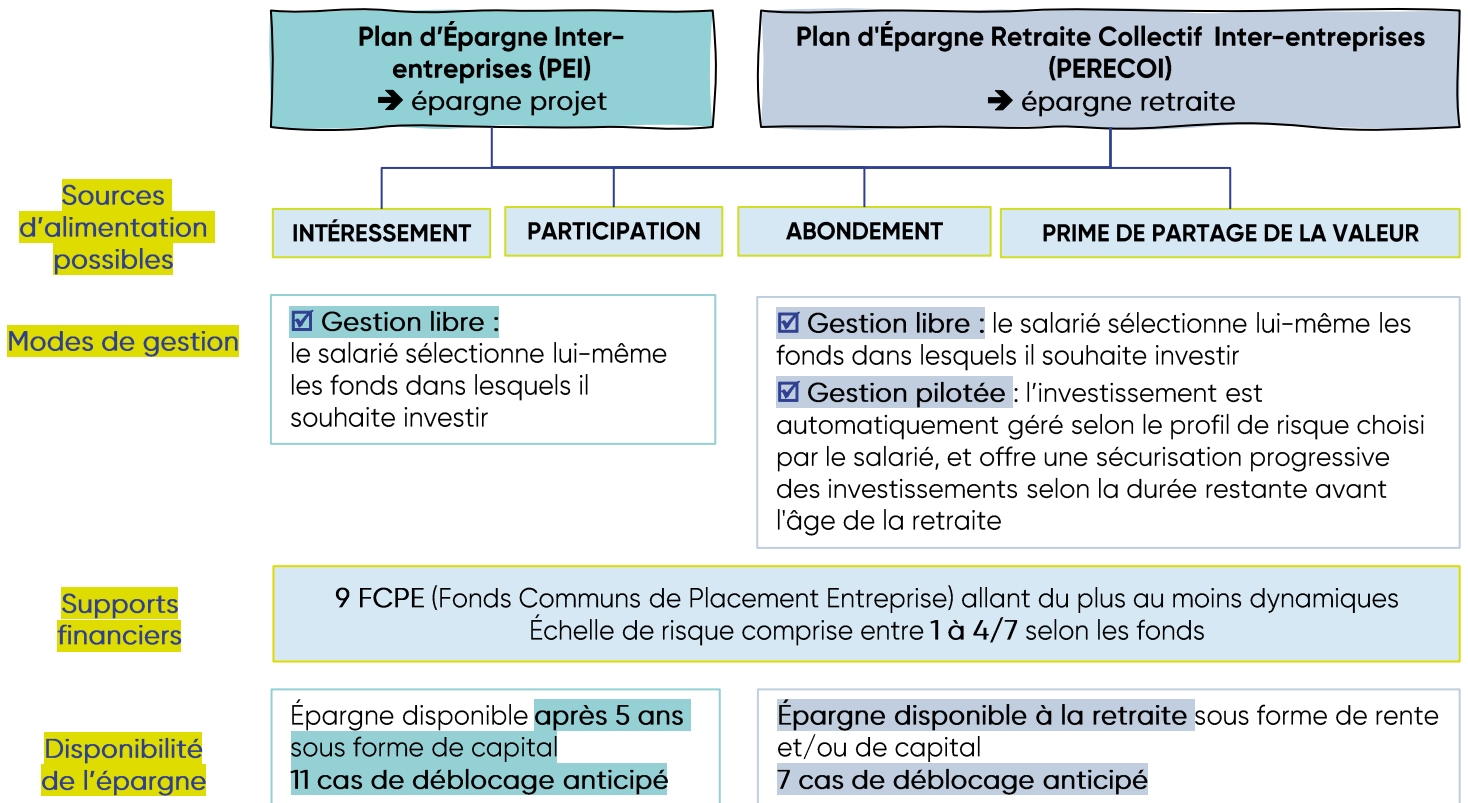 Plan d’Épargne Inter-
entreprises (PEI)
➔ épargne projet
Plan d'Épargne Retraite Collectif Inter-entreprises
(PERECOI)
➔ épargne retraite
Sources
d’alimentation
possibles
INTÉRESSEMENT
PARTICIPATION
ABONDEMENT
PRIME DE PARTAGE DE LA VALEUR
Modes de gestion
☑ Gestion libre :
le salarié sélectionne lui-même
les fonds dans lesquels il
souhaite investir
☑ Gestion libre : le salarié sélectionne lui-même les
fonds dans lesquels il souhaite investir
☑ Gestion pilotée : l’investissement est
automatiquement géré selon le profil de risque choisi
par le salarié, et offre une sécurisation progressive
des investissements selon la durée restante avant
l'âge de la retraite
Supports
financiers
9 FCPE (Fonds Communs de Placement Entreprise) allant du plus au moins dynamiques
Échelle de risque comprise entre 1 à 4/7 selon les fonds
Disponibilité
de l’épargne
Épargne disponible après 5 ans
sous forme de capital
11 cas de déblocage anticipé
Épargne disponible à la retraite sous forme de rente
et/ou de capital
7 cas de déblocage anticipé